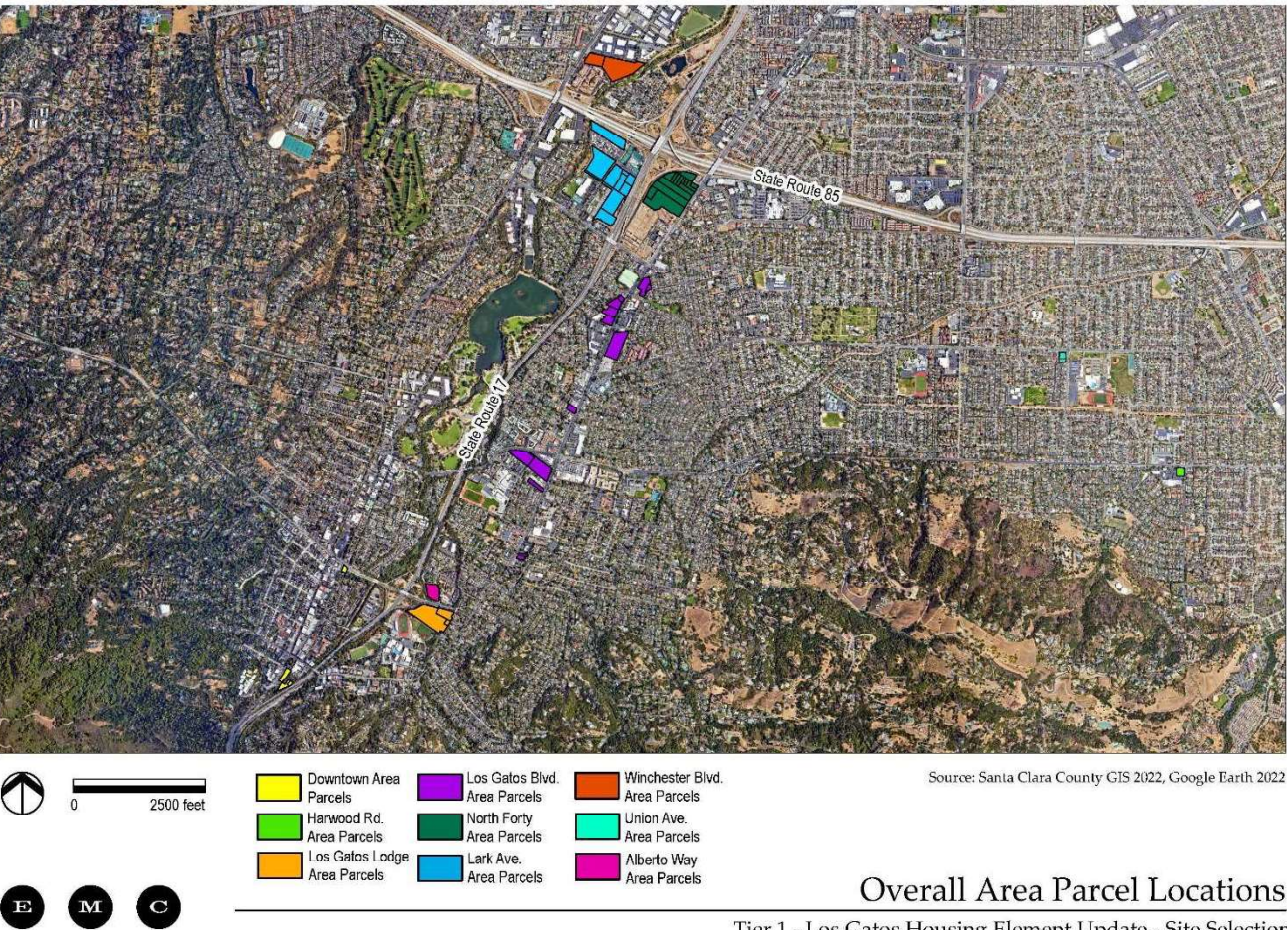 State Route 85
State Route 17
0 2500 feet
Downtown Area
Parcels
Harwood Rd.
Area Parcels
Los Gatos Lodge
Area Parcels
Los Gatos Blvd.
Area Parcels
North Forty
Area Parcels
Lark Ave.
Area Parcels
Winchester Blvd.
Area Parcels
Union Ave.
Area Parcels
Alberto Way
Area Parcels
Source: Santa Clara County GIS 2022, Google Earth 2022
E M C
Overall Area Parcel Locations
Tier 1 - Los Gatos Housing Element Update - Site Selection